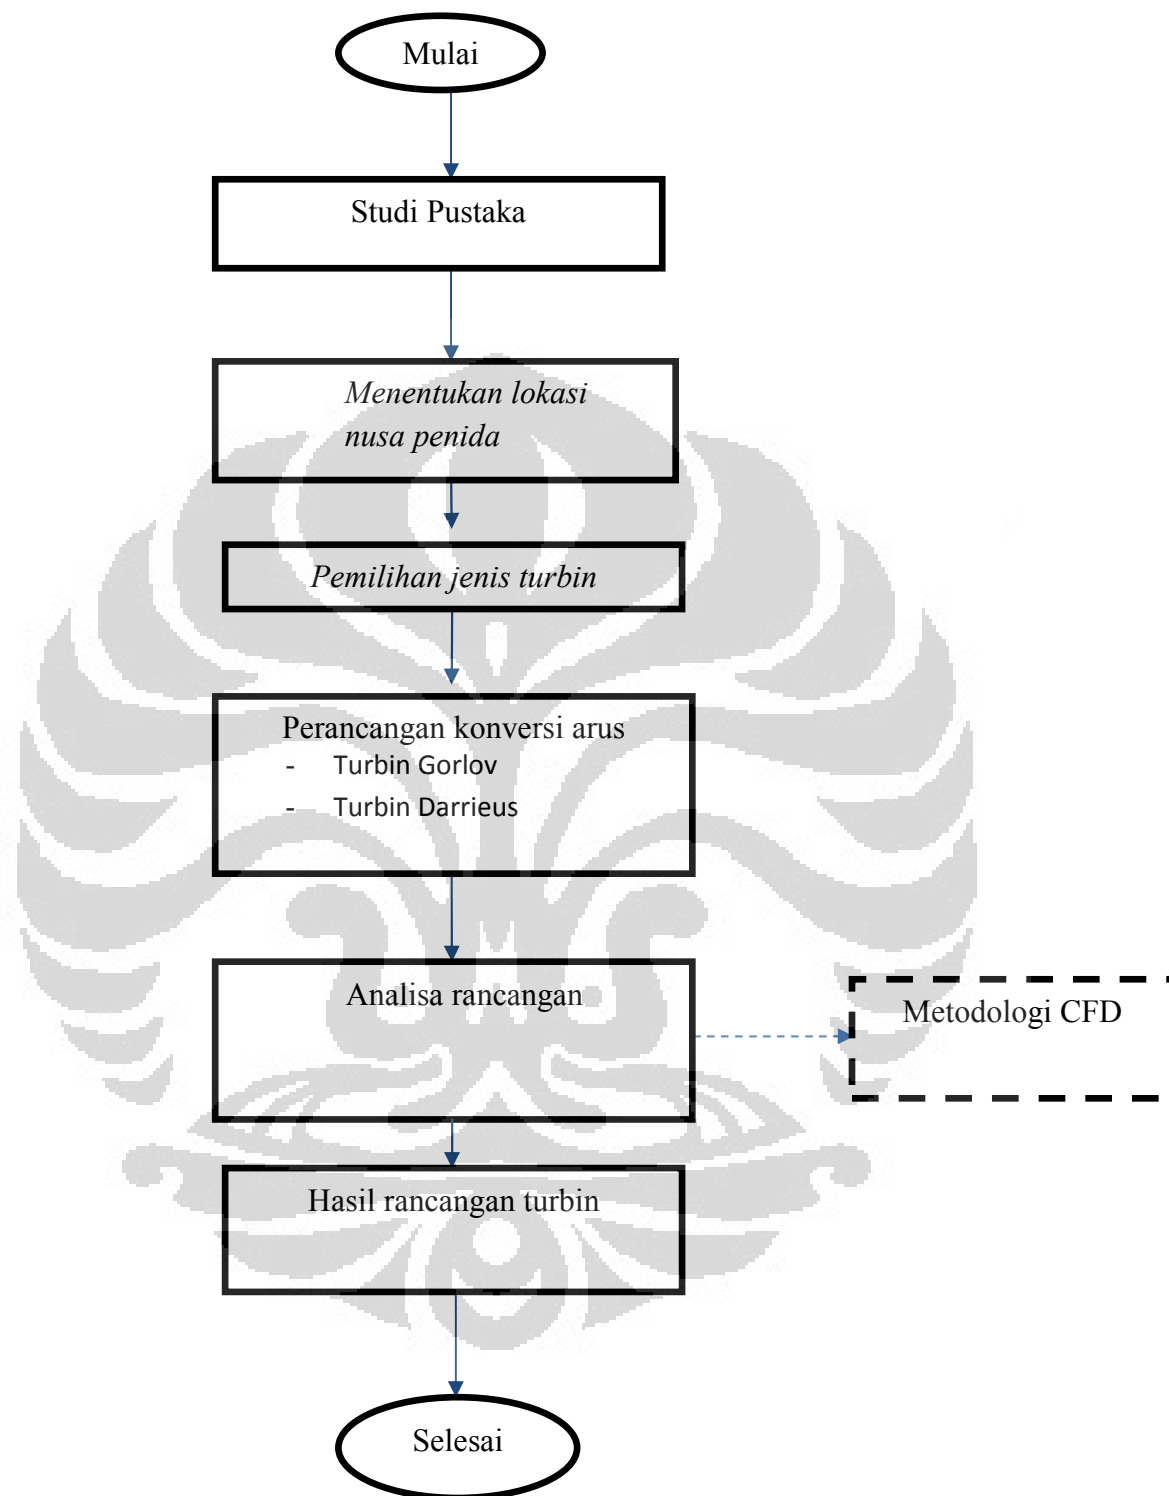 Mulai
Studi Pustaka
Menentukan lokasi
nusa penida
Pemilihan jenis turbin
Perancangan konversi arus
- Turbin Gorlov
- Turbin Darrieus
Analisa rancangan
Metodologi CFD
Hasil rancangan turbin
Selesai